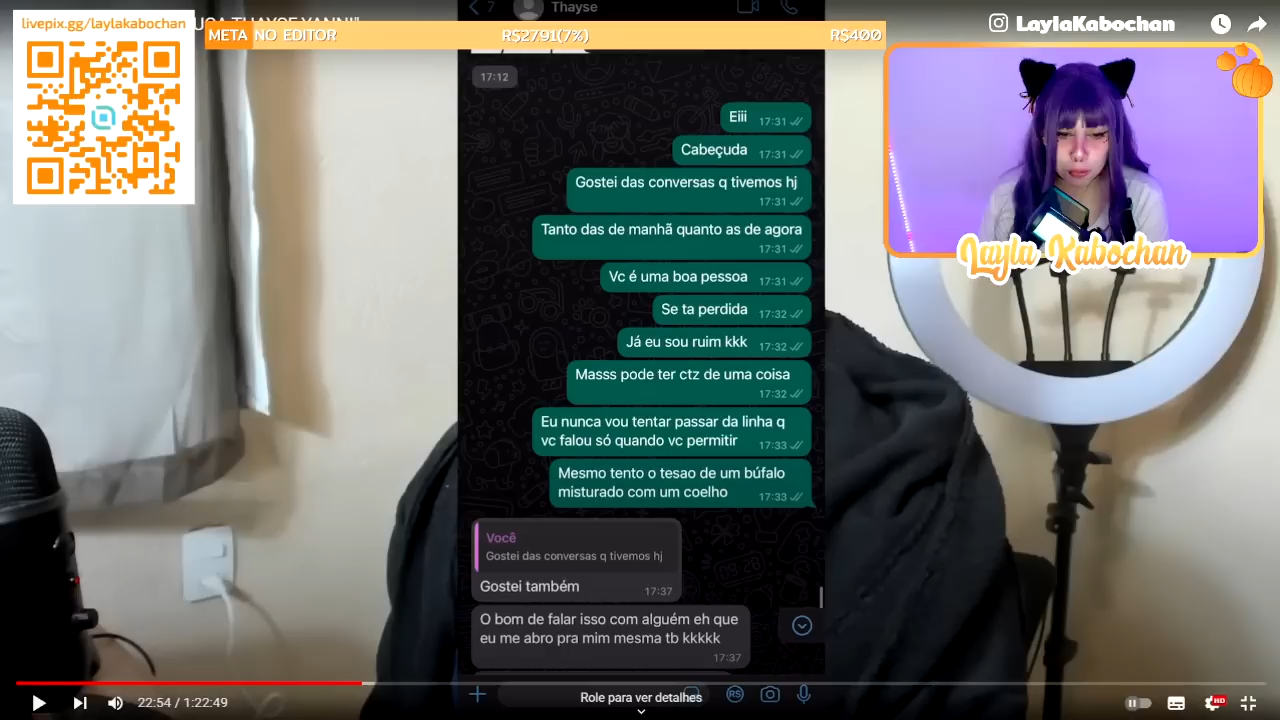 livepix.gg/laylakabochan
THAYSE YANNI"
META NO EDITOR
R$27.91(7%)
R$400
LaylaKabochan
Layla Kabochan
7
Thayse
17:12
Eiii 17:31
Cabeçuda 17:31
Gostei das conversas q tivemos hj
17:31
Tanto das de manhã quanto as de agora
17:31
Vc é uma boa pessoa 17:31
Se ta perdida 17:32
Já eu sou ruim kkk 17:32
Masss pode ter ctz de uma coisa
17:32
Eu nunca vou tentar passar da linha q
vc falou só quando vc permitir 17:33
Mesmo tento o tesao de um búfalo
misturado com um coelho 17:33
Você
Gostei das conversas q tivemos hj
Gostei também 17:37
O bom de falar isso com alguém eh que
eu me abro pra mim mesma tb kkkkk
17:37
22:54 / 1:22:49
Role para ver detalhes
R$
HD